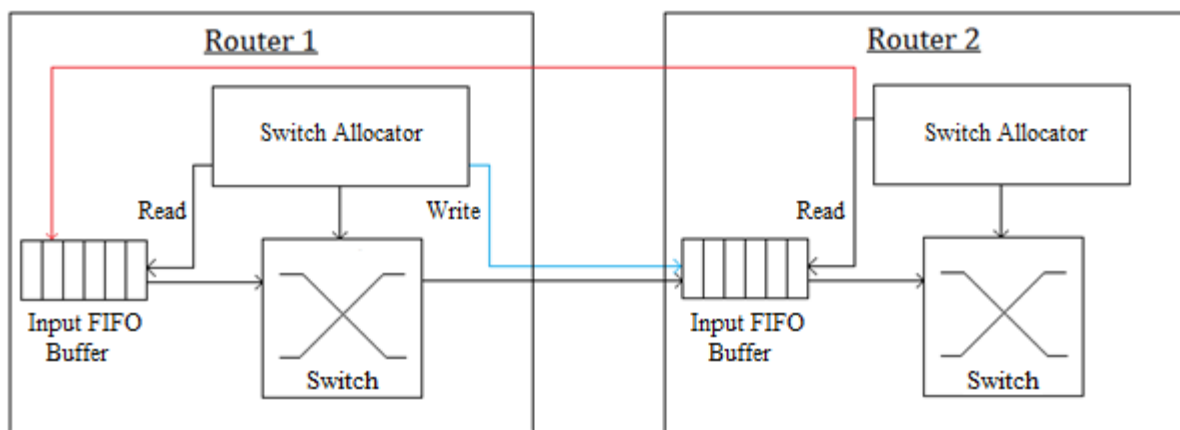 Router 1
Router 2
Switch Allocator
Switch Allocator
Read
Write
Read
Input FIFO
Buffer
Switch
Input FIFO
Buffer
Switch